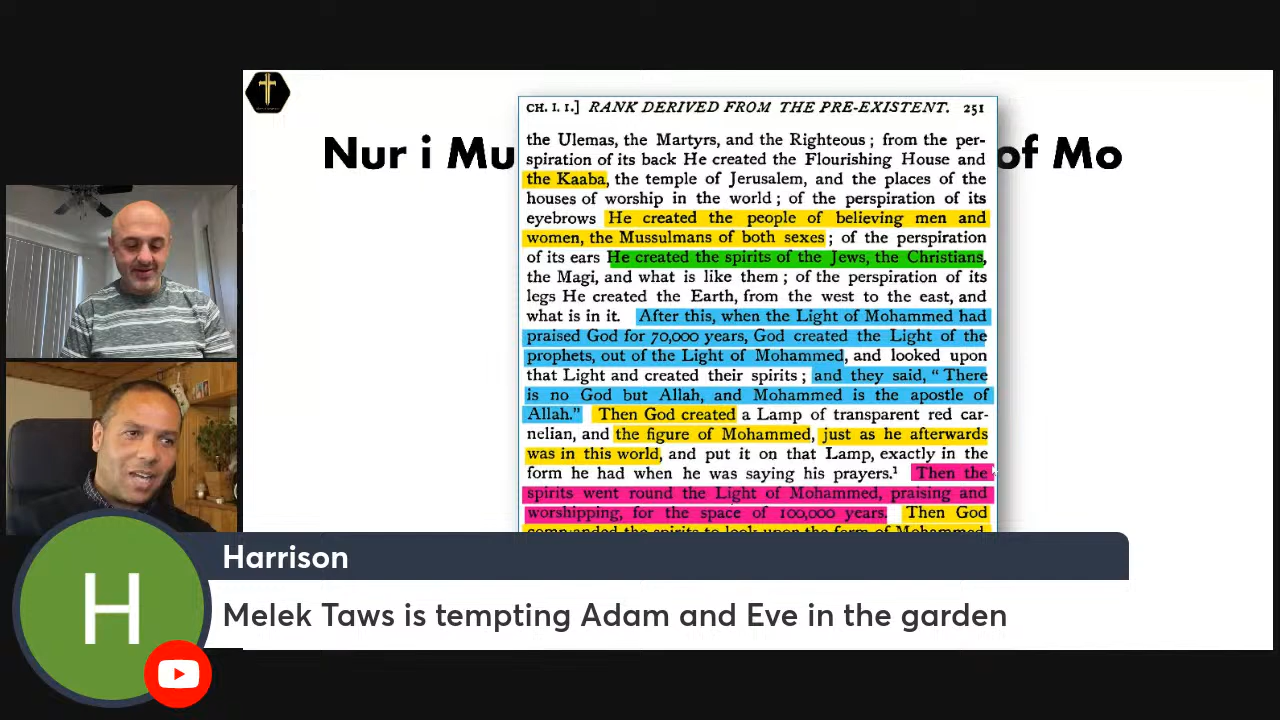 Nur i Mu
of Mo
CH. I. 1.] RANK DERIVED FROM THE PRE-EXISTENT. 251
the Ulemas, the Martyrs, and the Righteous ; from the per-
spiration of its back He created the Flourishing House and
the Kaaba, the temple of Jerusalem, and the places of the
houses of worship in the world ; of the perspiration of its
eyebrows He created the people of believing men and
women, the Mussulmans of both sexes ; of the perspiration
of its ears He created the spirits of the Jews, the Christians,
the Magi, and what is like them ; of the perspiration of its
legs He created the Earth, from the west to the east, and
what is in it. After this, when the Light of Mohammed had
praised God for 70,000 years, God created the Light of the
prophets, out of the Light of Mohammed, and looked upon
that Light and created their spirits ; and they said, “ There
is no God but Allah, and Mohammed is the apostle of
Allah.” Then God created a Lamp of transparent red car-
nelian, and the figure of Mohammed, just as he afterwards
was in this world, and put it on that Lamp, exactly in the
form he had when he was saying his prayers.¹ Then the
spirits went round the Light of Mohammed, praising and
worshipping, for the space of 100,000 years. Then God
commanded the spirits to look upon the form of Mohammed,
H
Harrison
Melek Taws is tempting Adam and Eve in the garden